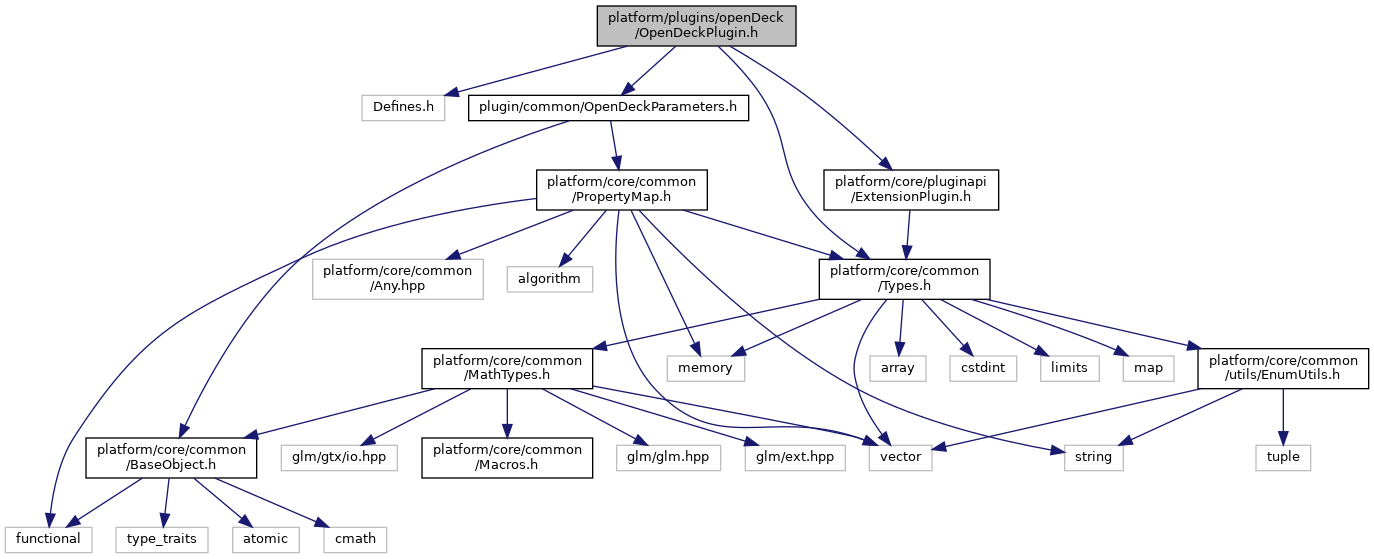 platform/plugins/openDeck
/OpenDeckPlugin.h
Defines.h
plugin/common/OpenDeckParameters.h
platform/core/common
/PropertyMap.h
platform/core/pluginapi
/ExtensionPlugin.h
platform/core/common
/Any.hpp
algorithm
platform/core/common
/Types.h
platform/core/common
/MathTypes.h
memory
array
cstdint
limits
map
platform/core/common
/utils/EnumUtils.h
platform/core/common
/BaseObject.h
glm/gtx/io.hpp
platform/core/common
/Macros.h
glm/glm.hpp
glm/ext.hpp
vector
string
tuple
functional
type_traits
atomic
cmath